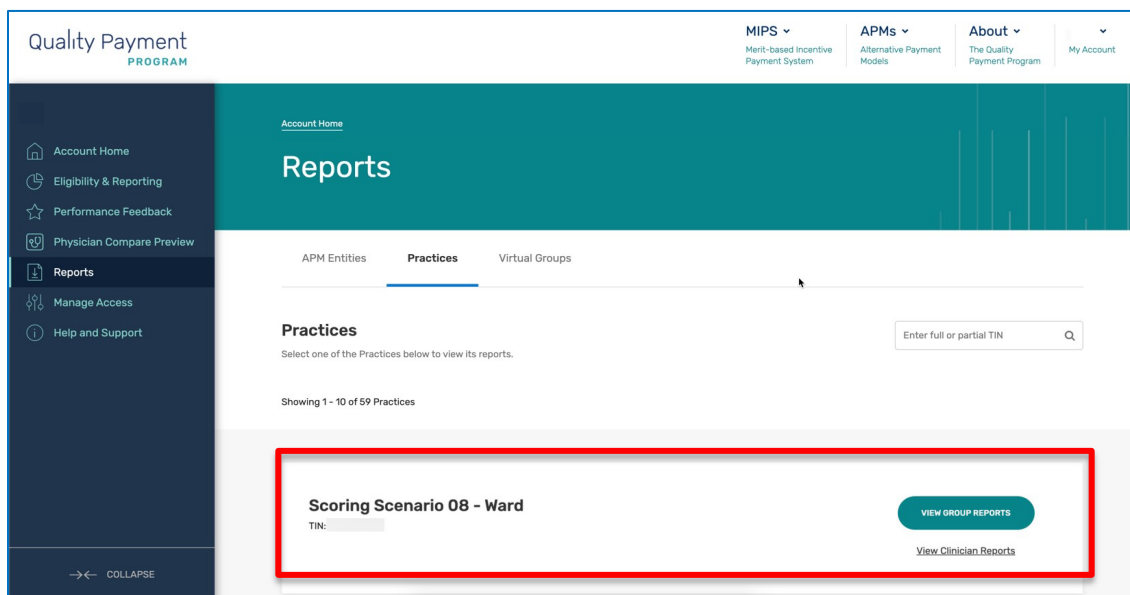 Quality Payment
PROGRAM
MIPS
Merit-based Incentive
Payment System
APMs
Alternative Payment
Models
About
The Quality
Payment Program
My Account
Account Home
Eligibility & Reporting
Performance Feedback
Physician Compare Preview
Reports
Manage Access
Help and Support
COLLAPSE
Account Home
Reports
APM Entities Practices Virtual Groups
Practices
Select one of the Practices below to view its reports.
Enter full or partial TIN
Showing 1 - 10 of 59 Practices
Scoring Scenario 08 - Ward
TIN:
VIEW GROUP REPORTS
View Clinician Reports